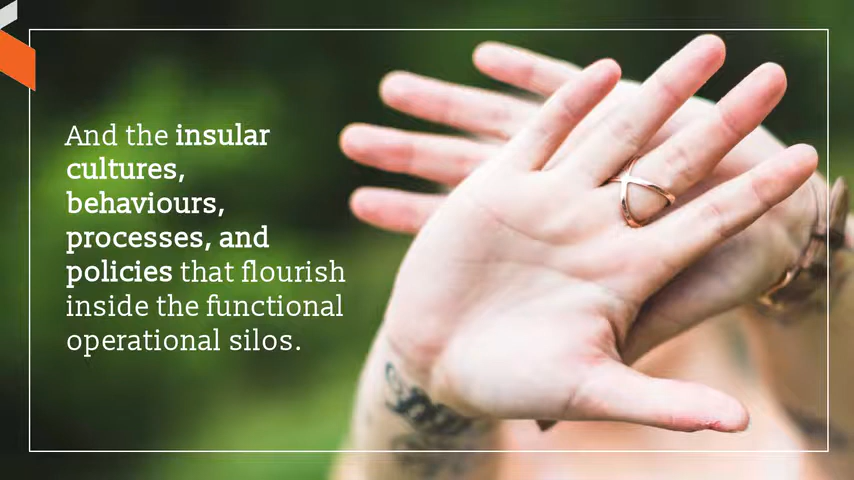 And the insular
cultures,
behaviours,
processes, and
policies that flourish
inside the functional
operational silos.